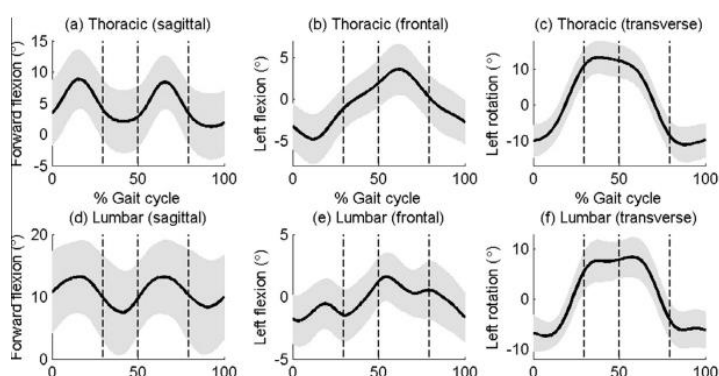 (a) Thoracic (sagittal)
(b) Thoracic (frontal)
(c) Thoracic (transverse)
Forward flexion (°)
15
10
5
0
-5
0
50
100
% Gait cycle
Left flexion (°)
5
0
-5
0
50
100
% Gait cycle
Left rotation (°)
10
0
-10
0
50
100
% Gait cycle
(d) Lumbar (sagittal)
(e) Lumbar (frontal)
(f) Lumbar (transverse)
Forward flexion (°)
20
10
0
0
50
100
Left flexion (°)
5
0
-5
0
50
100
Left rotation (°)
10
0
-10
0
50
100